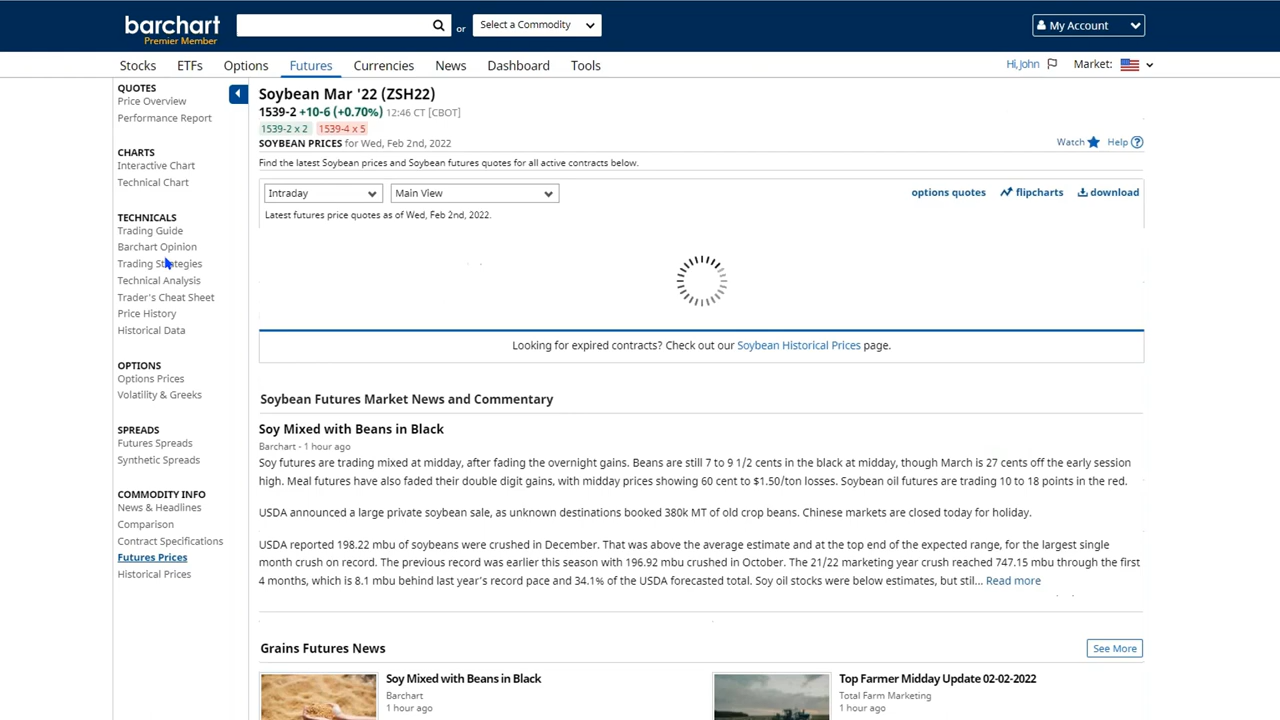 barchart
Premier Member
or
Select a Commodity
My Account
Stocks
ETFs
Options
Futures
Currencies
News
Dashboard
Tools
Hi, John
Market:
QUOTES
Price Overview
Performance Report
CHARTS
Interactive Chart
Technical Chart
TECHNICALS
Trading Guide
Barchart Opinion
Trading Strategies
Technical Analysis
Trader's Cheat Sheet
Price History
Historical Data
OPTIONS
Options Prices
Volatility & Greeks
SPREADS
Futures Spreads
Synthetic Spreads
COMMODITY INFO
News & Headlines
Comparison
Contract Specifications
Futures Prices
Historical Prices
Soybean Mar '22 (ZSH22)
1539-2 +10-6 (+0.70%) 12:46 CT [CBOT]
1539-2 x 2 1539-4 x 5
SOYBEAN PRICES for Wed, Feb 2nd, 2022
Watch Help ?
Find the latest Soybean prices and Soybean futures quotes for all active contracts below.
Intraday
Main View
options quotes
flipcharts
download
Latest futures price quotes as of Wed, Feb 2nd, 2022.
Looking for expired contracts? Check out our Soybean Historical Prices page.
Soybean Futures Market News and Commentary
Soy Mixed with Beans in Black
Barchart - 1 hour ago
Soy futures are trading mixed at midday, after fading the overnight gains. Beans are still 7 to 9 1/2 cents in the black at midday, though March is 27 cents off the early session
high. Meal futures have also faded their double digit gains, with midday prices showing 60 cent to $1.50/ton losses. Soybean oil futures are trading 10 to 18 points in the red.
USDA announced a large private soybean sale, as unknown destinations booked 380k MT of old crop beans. Chinese markets are closed today for holiday.
USDA reported 198.22 mbu of soybeans were crushed in December. That was above the average estimate and at the top end of the expected range, for the largest single
month crush on record. The previous record was earlier this season with 196.92 mbu crushed in October. The 21/22 marketing year crush reached 747.15 mbu through the first
4 months, which is 8.1 mbu behind last year's record pace and 34.1% of the USDA forecasted total. Soy oil stocks were below estimates, but stil... Read more
Grains Futures News
See More
Soy Mixed with Beans in Black
Barchart
1 hour ago
Top Farmer Midday Update 02-02-2022
Total Farm Marketing
1 hour ago